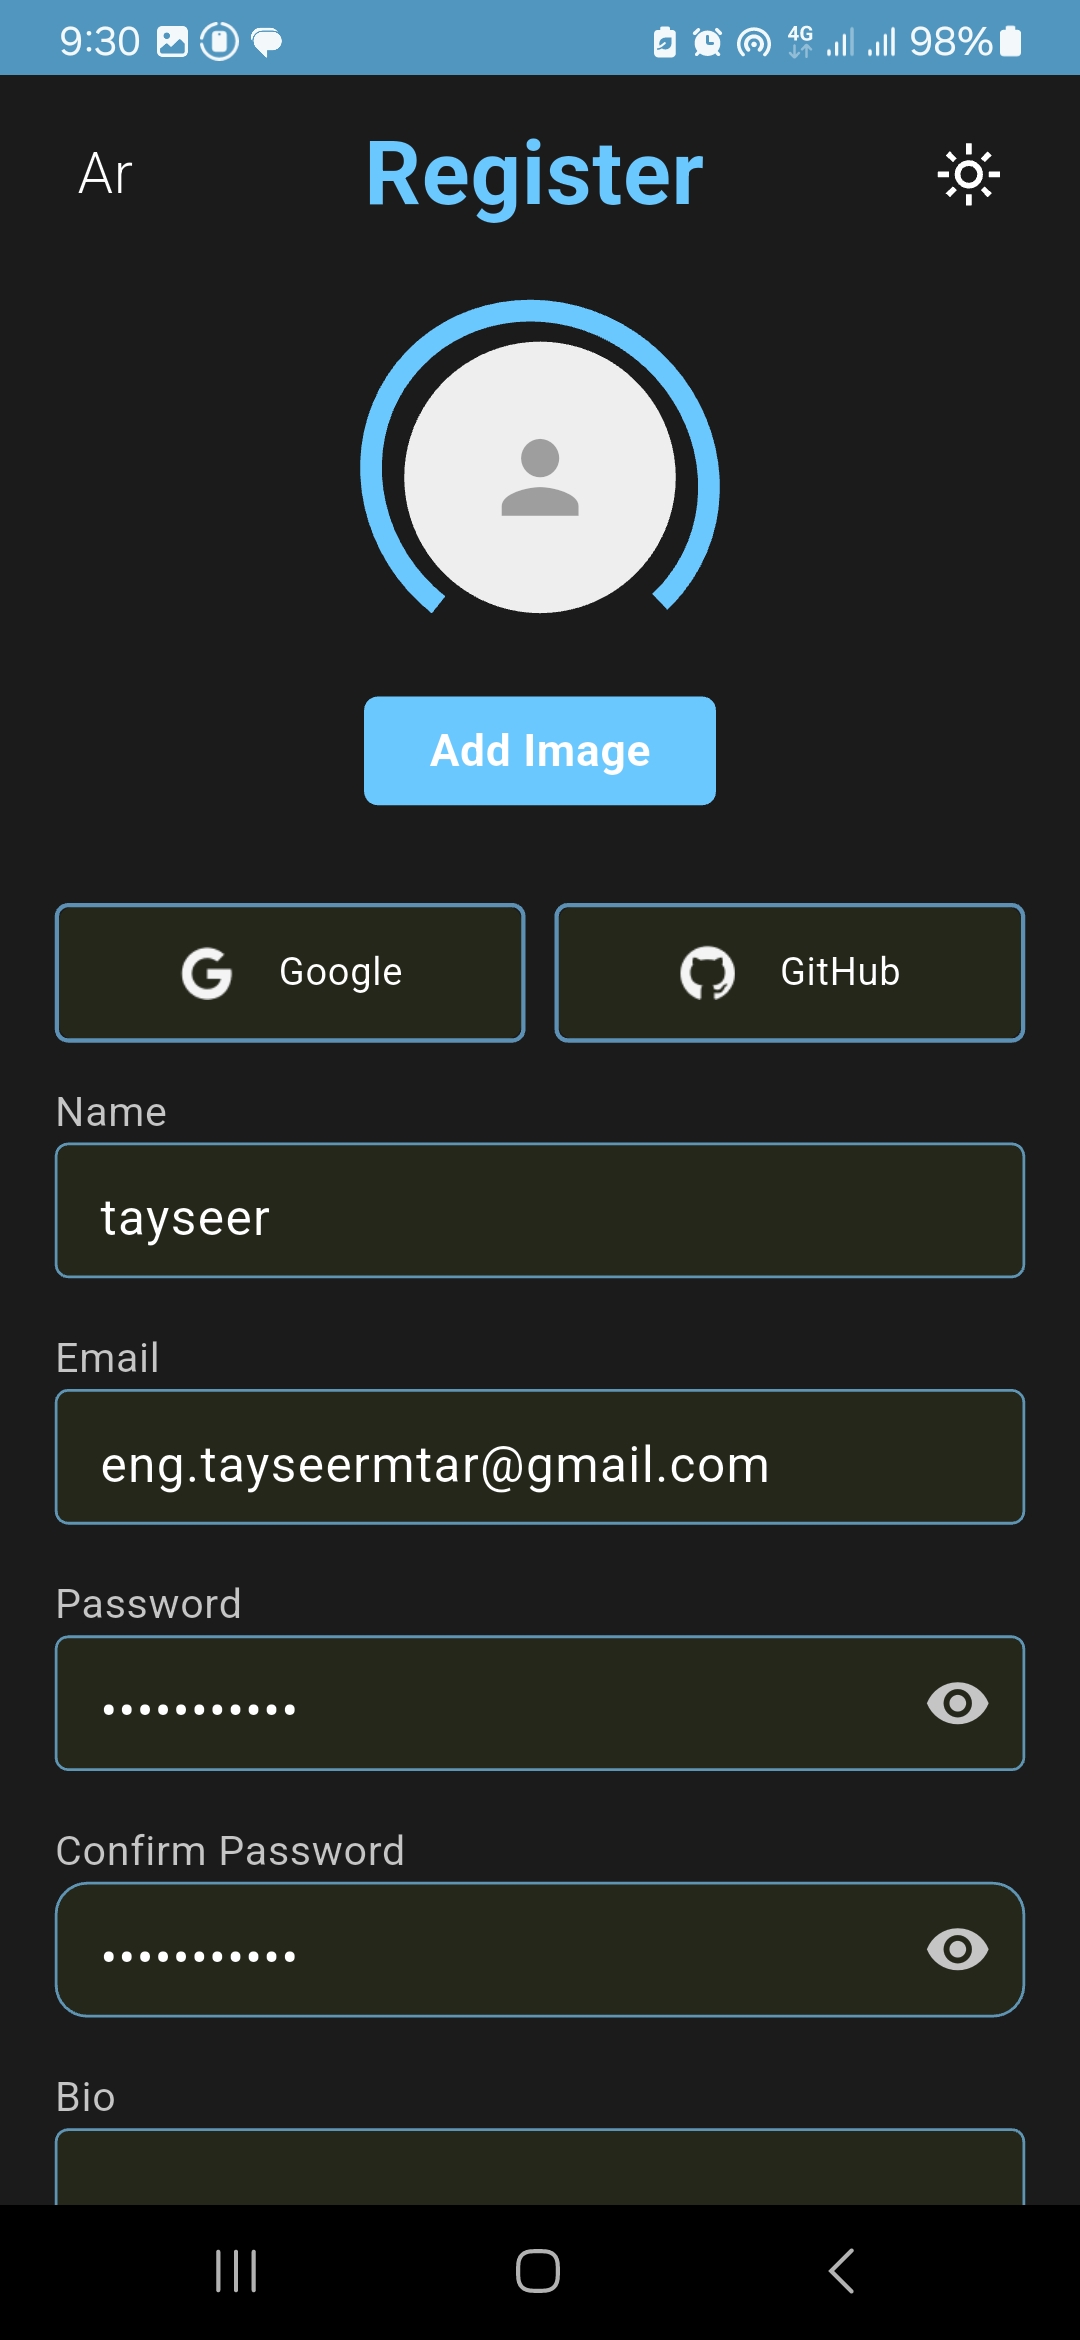 9:30 4G 98%
Ar Register
Add Image
Google GitHub
Name
tayseer
Email
eng.tayseermtar@gmail.com
Password
•••••••••••
Confirm Password
•••••••••••
Bio